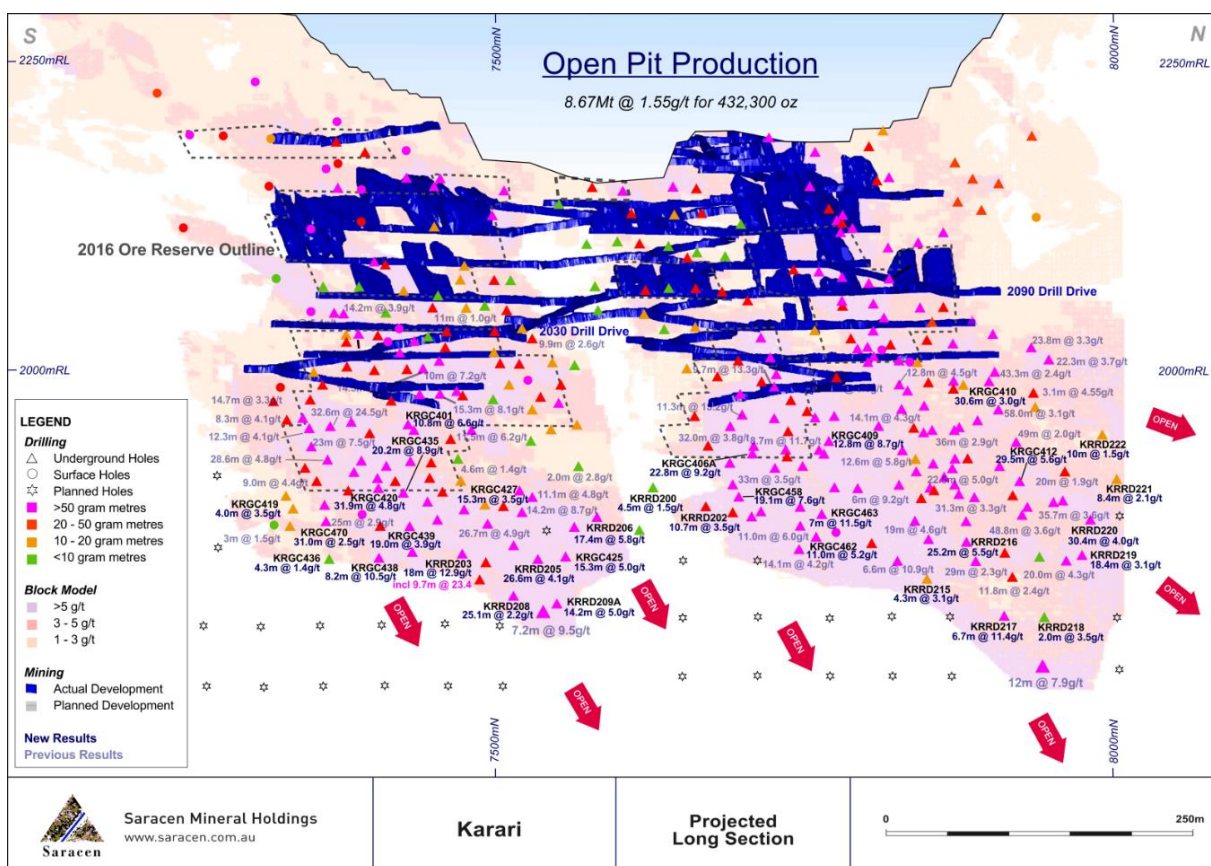 S
N
2250mRL
7500mN
8000mN
2250mRL
Open Pit Production
8.67Mt @ 1.55g/t for 432,300 oz
2016 Ore Reserve Outline
2090 Drill Drive
14.2m @ 3.9g/t
11m @ 1.0g/t
2030 Drill Drive
9.9m @ 2.6g/t
23.8m @ 3.3g/t
22.3m @ 3.7g/t
2000mRL
2000mRL
10m @ 7.2g/t
9.7m @ 13.3g/t
12.8m @ 4.5g/t
43.3m @ 2.4g/t
KRGC410
30.6m @ 3.0g/t
3.1m @ 4.55g/t
14.7m @ 3.3g/t
8.3m @ 4.1g/t
32.6m @ 24.5g/t
KRGC401
10.8m @ 6.6g/t
15.3m @ 8.1g/t
58.0m @ 3.1g/t
12.3m @ 4.1g/t
23m @ 7.5g/t
KRGC435
20.2m @ 8.9g/t
11.5m @ 6.2g/t
32.0m @ 3.8g/t
8.7m @ 11.7g/t
KRGC409
12.8m @ 8.7g/t
14.1m @ 4.3g/t
36m @ 2.9g/t
49m @ 2.0g/t
KRRD222
10m @ 1.5g/t
28.6m @ 4.8g/t
KRGC406A
22.8m @ 9.2g/t
12.6m @ 5.8g/t
KRGC412
29.5m @ 5.6g/t
9.0m @ 4.4g/t
4.6m @ 1.4g/t
2.0m @ 2.8g/t
33m @ 3.5g/t
20m @ 1.9g/t
KRRD221
8.4m @ 2.1g/t
KRGC419
4.0m @ 3.5g/t
KRGC420
31.9m @ 4.8g/t
KRGC427
15.3m @ 3.5g/t
11.1m @ 4.8g/t
14.2m @ 8.7g/t
KRRD200
4.5m @ 1.5g/t
KRGC458
19.1m @ 7.6g/t
6m @ 9.2g/t
31.3m @ 3.3g/t
35.7m @ 3.6g/t
KRRD202
10.7m @ 3.5g/t
KRGC463
7m @ 11.5g/t
19m @ 4.6g/t
48.8m @ 3.6g/t
KRRD220
30.4m @ 4.0g/t
3m @ 1.5g/t
KRGC470
31.0m @ 2.5g/t
25m @ 2.9g/t
KRGC439
19.0m @ 3.9g/t
26.7m @ 4.9g/t
KRRD206
17.4m @ 5.8g/t
11.0m @ 6.0g/t
KRGC462
11.0m @ 5.2g/t
KRRD216
25.2m @ 5.5g/t
KRRD219
18.4m @ 3.1g/t
KRGC436
4.3m @ 1.4g/t
KRGC438
8.2m @ 10.5g/t
KRRD203
18m @ 12.9g/t
incl 9.7m @ 23.4
KRRD205
26.6m @ 4.1g/t
KRGC425
15.3m @ 5.0g/t
14.1m @ 4.2g/t
6.6m @ 10.9g/t
29m @ 2.3g/t
20.0m @ 4.3g/t
KRRD215
4.3m @ 3.1g/t
11.8m @ 2.4g/t
KRRD208
25.1m @ 2.2g/t
KRRD209A
14.2m @ 5.0g/t
7.2m @ 9.5g/t
KRRD217
6.7m @ 11.4g/t
KRRD218
2.0m @ 3.5g/t
12m @ 7.9g/t
OPEN
OPEN
OPEN
OPEN
OPEN
OPEN
OPEN
7500mN
8000mN
LEGEND
Drilling
Underground Holes
Surface Holes
Planned Holes
>50 gram metres
20 - 50 gram metres
10 - 20 gram metres
<10 gram metres
Block Model
>5 g/t
3 - 5 g/t
1 - 3 g/t
Mining
Actual Development
Planned Development
New Results
Previous Results
Saracen
Saracen Mineral Holdings
www.saracen.com.au
Karari
Projected
Long Section
0
250m